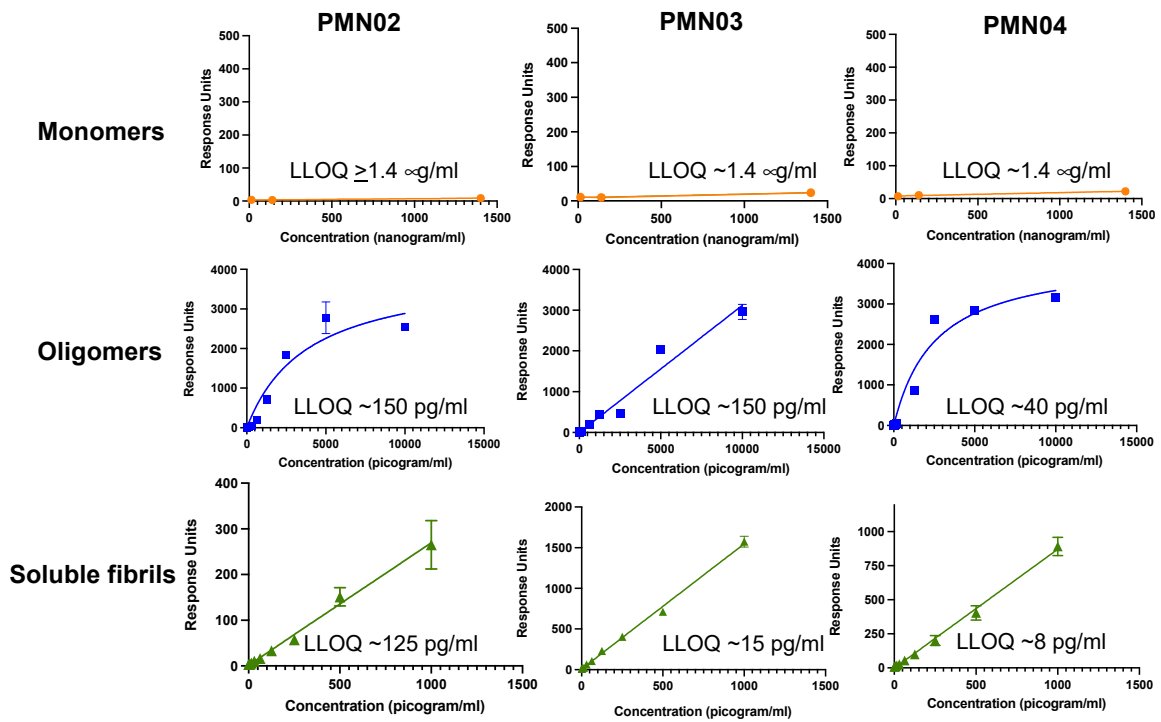 PMN02 PMN03 PMN04
Monomers
Response Units
500
400
300
200
100
0
LLOQ ≥1.4 ∝g/ml
0 500 1000 1500
Concentration (nanogram/ml)
Response Units
500
400
300
200
100
0
LLOQ ~1.4 ∝g/ml
0 500 1000 1500
Concentration (nanogram/ml)
Response Units
500
400
300
200
100
0
LLOQ ~1.4 ∝g/ml
0 500 1000 1500
Concentration (nanogram/ml)
Oligomers
Response Units
4000
3000
2000
1000
0
LLOQ ~150 pg/ml
0 5000 10000 15000
Concentration (picogram/ml)
Response Units
4000
3000
2000
1000
0
LLOQ ~150 pg/ml
0 5000 10000 15000
Concentration (picogram/ml)
Response Units
4000
3000
2000
1000
0
LLOQ ~40 pg/ml
0 5000 10000 15000
Concentration (picogram/ml)
Soluble fibrils
Response Units
400
300
200
100
0
LLOQ ~125 pg/ml
0 500 1000
Concentration (picogram/ml)
Response Units
2000
1500
1000
500
0
LLOQ ~15 pg/ml
0 500 1000
Concentration (picogram/ml)
Response Units
1000
750
500
250
0
LLOQ ~8 pg/ml
0 500 1000
Concentration (picogram/ml)